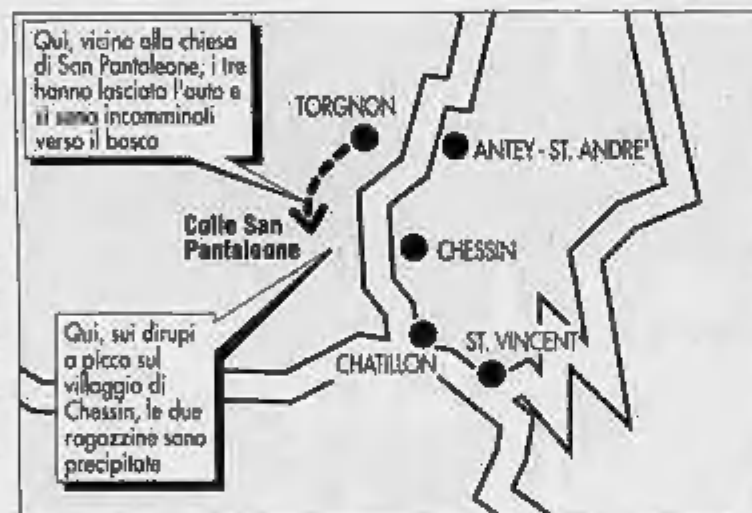 Qui, vicino alla chiesa
di San Pantaleone, i tre
hanno lasciato l'auto e
si sono incamminati
verso il bosco
TORGNON
ANTEY - ST. ANDRE'
Colle San
Pantaleone
CHESSIN
Qui, sui dirupi
a picco sul
villaggio di
Chessin, le due
ragazzine sono
precipitate
CHATILLON
ST. VINCENT